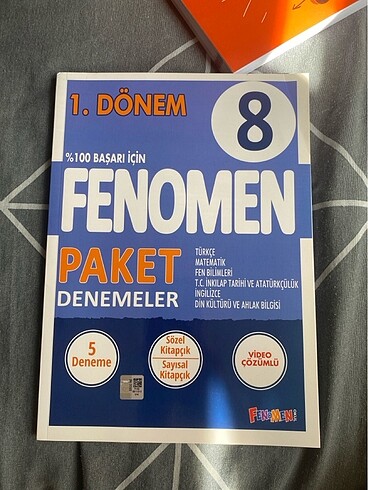 1. DÖNEM
8
%100 BAŞARI İÇİN
FENOMEN
PAKET
DENEMELER
TÜRKÇE
MATEMATİK
FEN BİLİMLERİ
T.C. İNKILAP TARİHİ VE ATATÜRKÇÜLÜK
İNGİLİZCE
DİN KÜLTÜRÜ VE AHLAK BİLGİSİ
5
Deneme
Sözel
Kitapçık
Sayısal
Kitapçık
VİDEO
ÇÖZÜMLÜ
FENOMEN